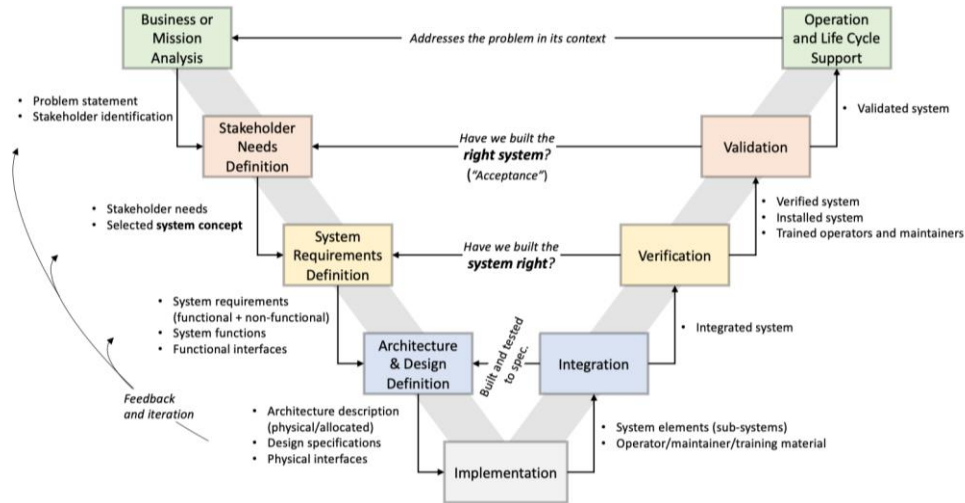 Business or
Mission
Analysis
Addresses the problem in its context
Operation
and Life Cycle
Support
• Problem statement
• Stakeholder identification
• Validated system
Stakeholder
Needs
Definition
Have we built the
right system?
("Acceptance")
Validation
• Stakeholder needs
• Selected system concept
• Verified system
• Installed system
• Trained operators and maintainers
System
Requirements
Definition
Have we built the
system right?
Verification
• System requirements
(functional + non-functional)
• System functions
• Functional interfaces
• Integrated system
Architecture
& Design
Definition
Built and tested
to spec.
Integration
Feedback
and iteration
• Architecture description
(physical/allocated)
• Design specifications
• Physical interfaces
• System elements (sub-systems)
• Operator/maintainer/training material
Implementation